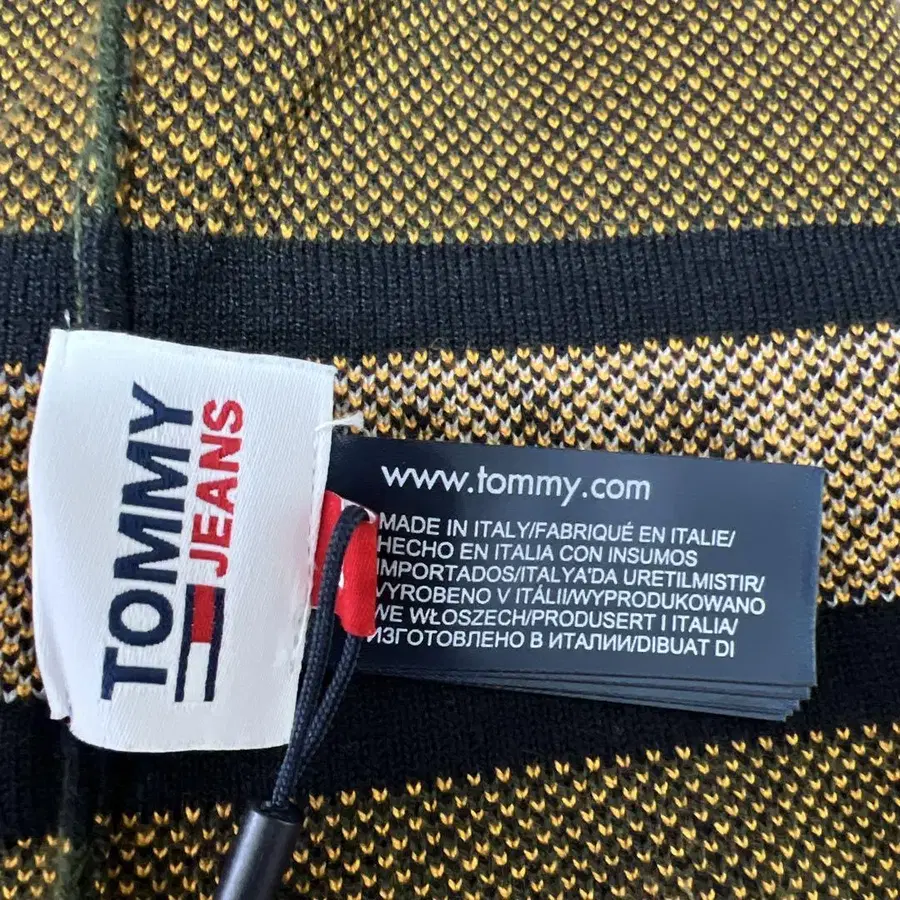 TOMMY
JEANS
www.tommy.com
MADE IN ITALY/FABRIQUÉ EN ITALIE/
HECHO EN ITALIA CON INSUMOS
IMPORTADOS/ITALYA'DA URETILMISTIR/
VYROBENO V ITÁLII/WYPRODUKOWANO
WE WŁOSZECH/PRODUSERT I ITALIA/
ИЗГОТОВЛЕНО В ИТАЛИИ/DIBUAT DI